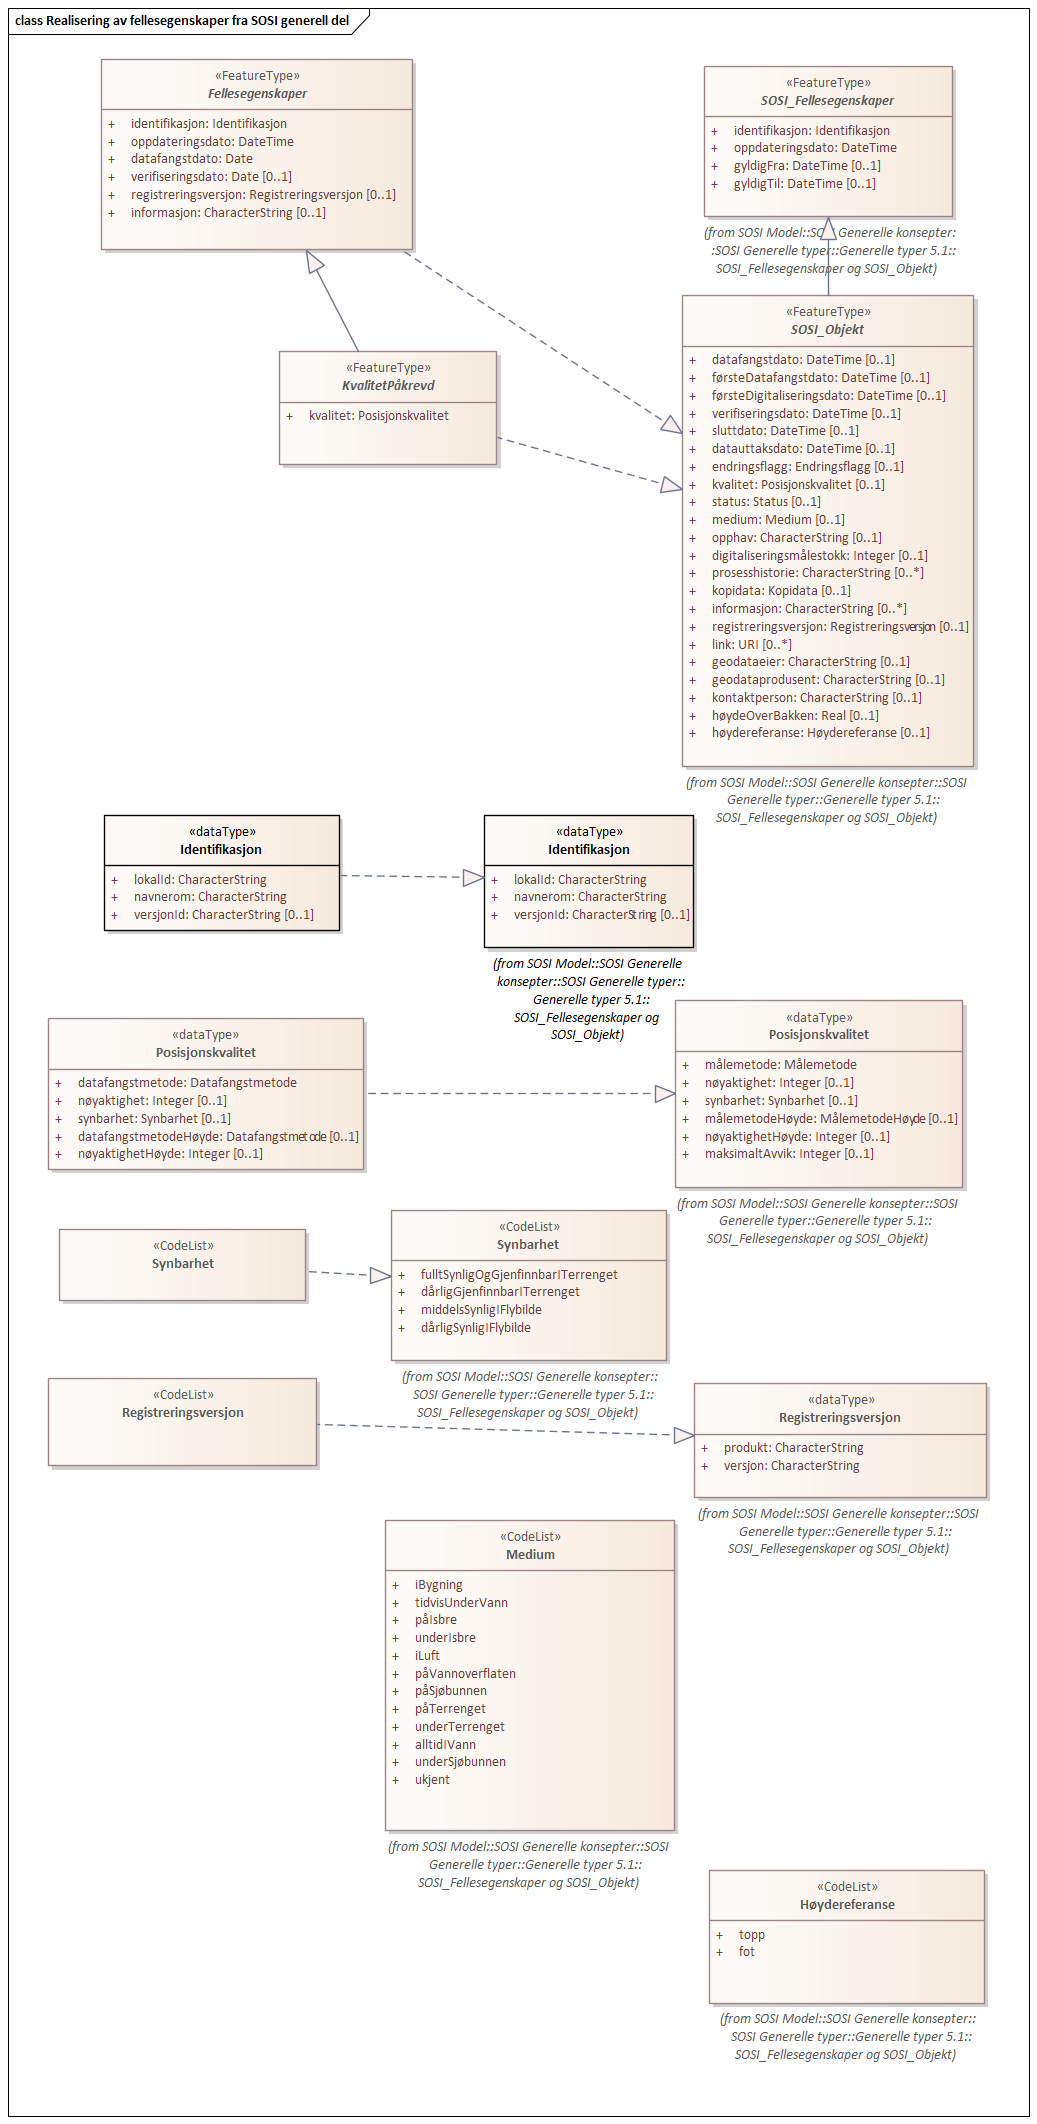 class Realisering av fellesegenskaper fra SOSI generell del
«FeatureType»
Fellesegenskaper
+ identifikasjon: Identifikasjon
+ oppdateringsdato: DateTime
+ datafangstdato: Date
+ verifiseringsdato: Date [0..1]
+ registreringsversjon: Registreringsversjon [0..1]
+ informasjon: CharacterString [0..1]
«FeatureType»
SOSI_Fellesegenskaper
+ identifikasjon: Identifikasjon
+ oppdateringsdato: DateTime
+ gyldigFra: DateTime [0..1]
+ gyldigTil: DateTime [0..1]
(from SOSI Model::SOSI Generelle konsepter:
:SOSI Generelle typer::Generelle typer 5.1::
SOSI_Fellesegenskaper og SOSI_Objekt)
«FeatureType»
KvalitetPåkrevd
+ kvalitet: Posisjonskvalitet
«FeatureType»
SOSI_Objekt
+ datafangstdato: DateTime [0..1]
+ førsteDatafangstdato: DateTime [0..1]
+ førsteDigitaliseringsdato: DateTime [0..1]
+ verifiseringsdato: DateTime [0..1]
+ sluttdato: DateTime [0..1]
+ datauttaksdato: DateTime [0..1]
+ endringsflagg: Endringsflagg [0..1]
+ kvalitet: Posisjonskvalitet [0..1]
+ status: Status [0..1]
+ medium: Medium [0..1]
+ opphav: CharacterString [0..1]
+ digitaliseringsmålestokk: Integer [0..1]
+ prosesshistorie: CharacterString [0..*]
+ kopidata: Kopidata [0..1]
+ informasjon: CharacterString [0..*]
+ registreringsversjon: Registreringsversjon [0..1]
+ link: URI [0..*]
+ geodataeier: CharacterString [0..1]
+ geodataprodusent: CharacterString [0..1]
+ kontaktperson: CharacterString [0..1]
+ høydeOverBakken: Real [0..1]
+ høydereferanse: Høydereferanse [0..1]
(from SOSI Model::SOSI Generelle konsepter::SOSI
Generelle typer::Generelle typer 5.1::
SOSI_Fellesegenskaper og SOSI_Objekt)
«dataType»
Identifikasjon
+ lokalId: CharacterString
+ navnerom: CharacterString
+ versjonId: CharacterString [0..1]
«dataType»
Identifikasjon
+ lokalId: CharacterString
+ navnerom: CharacterString
+ versjonId: CharacterString [0..1]
(from SOSI Model::SOSI Generelle
konsepter::SOSI Generelle typer::
Generelle typer 5.1::
SOSI_Fellesegenskaper og
SOSI_Objekt)
«dataType»
Posisjonskvalitet
+ datafangstmetode: Datafangstmetode
+ nøyaktighet: Integer [0..1]
+ synbarhet: Synbarhet [0..1]
+ datafangstmetodeHøyde: Datafangstmetode [0..1]
+ nøyaktighetHøyde: Integer [0..1]
«dataType»
Posisjonskvalitet
+ målemetode: Målemetode
+ nøyaktighet: Integer [0..1]
+ synbarhet: Synbarhet [0..1]
+ målemetodeHøyde: MålemetodeHøyde [0..1]
+ nøyaktighetHøyde: Integer [0..1]
+ maksimaltAvvik: Integer [0..1]
(from SOSI Model::SOSI Generelle konsepter::SOSI
Generelle typer::Generelle typer 5.1::
SOSI_Fellesegenskaper og SOSI_Objekt)
«CodeList»
Synbarhet
«CodeList»
Synbarhet
+ fulltSynligOgGjenfinnbarITerrenget
+ dårligGjenfinnbarITerrenget
+ middelsSynligIFlybilde
+ dårligSynligIFlybilde
(from SOSI Model::SOSI Generelle konsepter::
SOSI Generelle typer::Generelle typer 5.1::
SOSI_Fellesegenskaper og SOSI_Objekt)
«CodeList»
Registreringsversjon
«dataType»
Registreringsversjon
+ produkt: CharacterString
+ versjon: CharacterString
(from SOSI Model::SOSI Generelle konsepter::SOSI
Generelle typer::Generelle typer 5.1::
SOSI_Fellesegenskaper og SOSI_Objekt)
«CodeList»
Medium
+ iBygning
+ tidvisUnderVann
+ påIsbre
+ underIsbre
+ iLuft
+ påVannoverflaten
+ påSjøbunnen
+ påTerrenget
+ underTerrenget
+ alltidIVann
+ underSjøbunnen
+ ukjent
(from SOSI Model::SOSI Generelle konsepter::SOSI
Generelle typer::Generelle typer 5.1::
SOSI_Fellesegenskaper og SOSI_Objekt)
«CodeList»
Høydereferanse
+ topp
+ fot
(from SOSI Model::SOSI Generelle konsepter::
SOSI Generelle typer::Generelle typer 5.1::
SOSI_Fellesegenskaper og SOSI_Objekt)